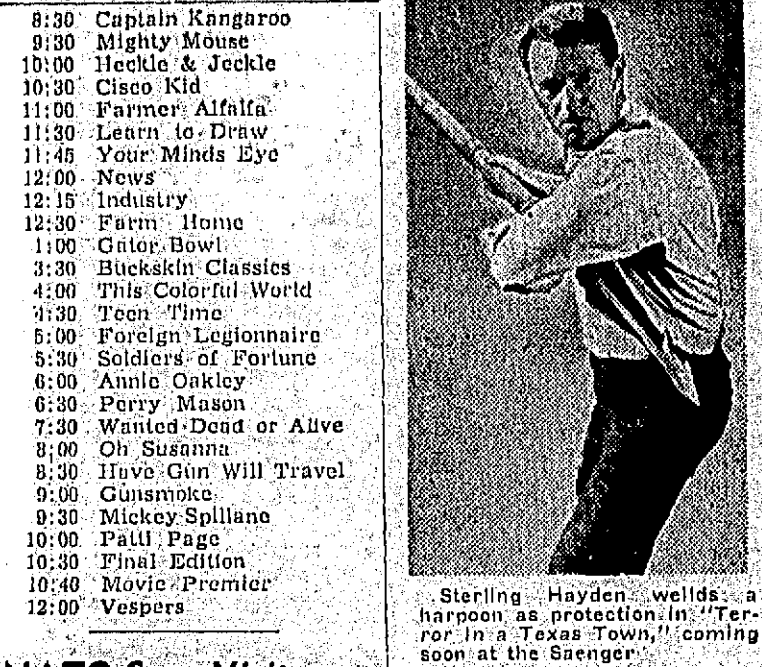 8:30 Captain Kangaroo
9:30 Mighty Mouse
10:00 Heckle & Jeckle
10:30 Cisco Kid
11:00 Farmer Alfalfa
11:30 Learn to Draw
11:45 Your Minds Eye
12:00 News
12:15 Industry
12:30 Farm Home
1:00 Gator Bowl
3:30 Buckskin Classics
4:00 This Colorful World
4:30 Teen Time
5:00 Foreign Legionnaire
5:30 Soldiers of Fortune
6:00 Annie Oakley
6:30 Perry Mason
7:30 Wanted Dead or Alive
8:00 Oh Susanna
8:30 Have Gun Will Travel
9:00 Gunsmoke
9:30 Mickey Spillane
10:00 Patti Page
10:30 Final Edition
10:40 Movie Premier
12:00 Vespers
Sterling Hayden weilds a
harpoon as protection in "Ter-
ror in a Texas Town," coming
soon at the Saenger